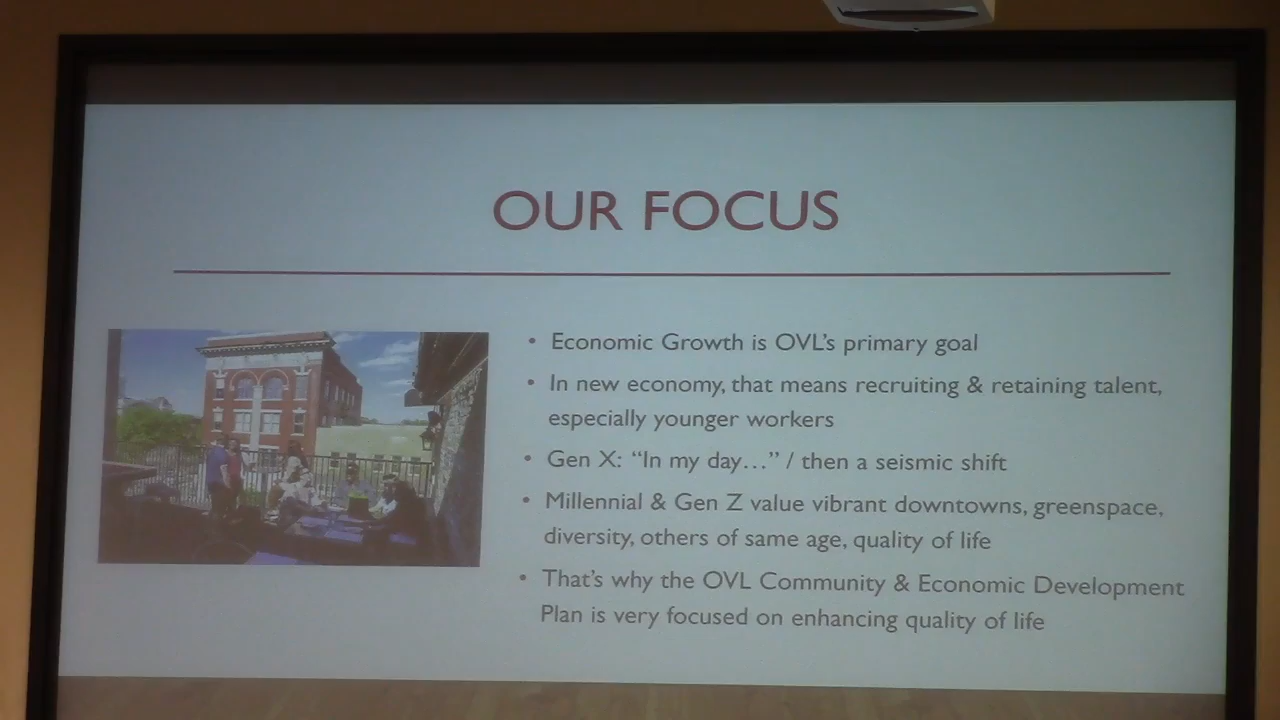 OUR FOCUS
• Economic Growth is OVL's primary goal
• In new economy, that means recruiting & retaining talent,
especially younger workers
• Gen X: “In my day…” / then a seismic shift
• Millennial & Gen Z value vibrant downtowns, greenspace,
diversity, others of same age, quality of life
• That's why the OVL Community & Economic Development
Plan is very focused on enhancing quality of life